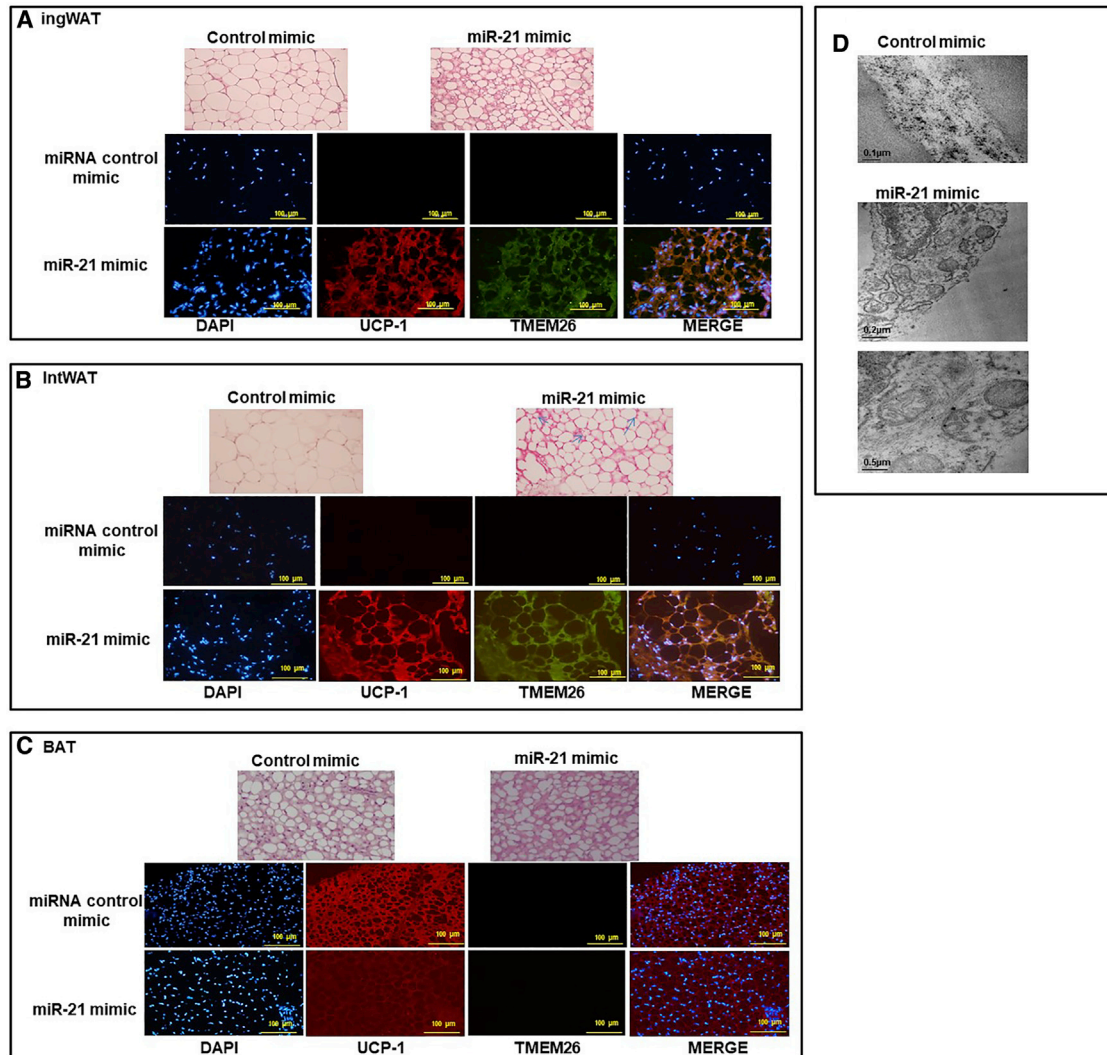 A ingWAT
Control mimic
miR-21 mimic
miRNA control
mimic
100 µm
100 µm
100 µm
100 µm
miR-21 mimic
100 µm
100 µm
100 µm
100 µm
DAPI
UCP-1
TMEM26
MERGE
B IntWAT
Control mimic
miR-21 mimic
miRNA control
mimic
100 µm
100 µm
100 µm
100 µm
miR-21 mimic
100 µm
100 µm
100 µm
100 µm
DAPI
UCP-1
TMEM26
MERGE
C BAT
Control mimic
miR-21 mimic
miRNA control
mimic
100 µm
100 µm
100 µm
100 µm
miR-21 mimic
100 µm
100 µm
100 µm
100 µm
DAPI
UCP-1
TMEM26
MERGE
D
Control mimic
0.1µm
miR-21 mimic
0.2µm
0.5µm